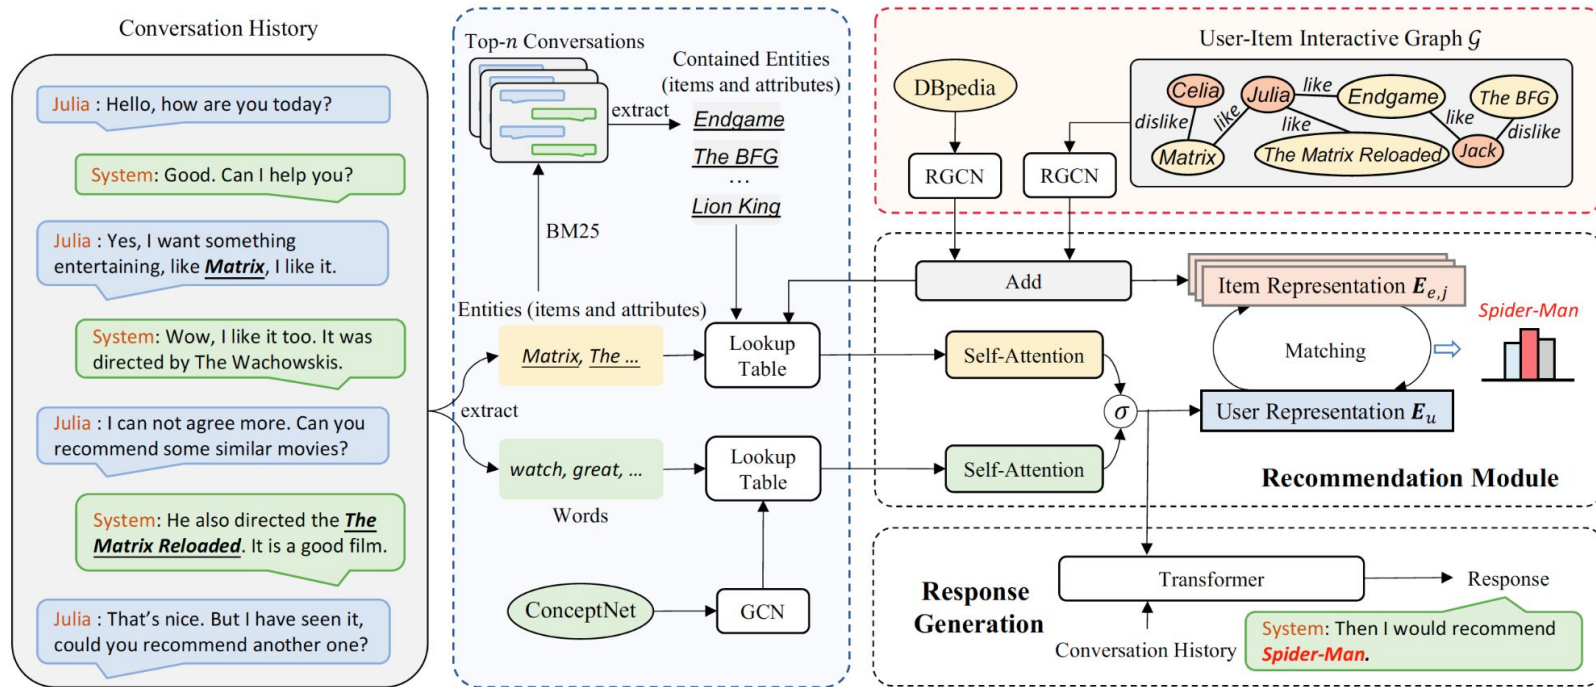 Conversation History
Julia : Hello, how are you today?
System: Good. Can I help you?
Julia : Yes, I want something
entertaining, like Matrix, I like it.
System: Wow, I like it too. It was
directed by The Wachowskis.
Julia : I can not agree more. Can you
recommend some similar movies?
System: He also directed the The
Matrix Reloaded. It is a good film.
Julia : That's nice. But I have seen it,
could you recommend another one?
extract
Top-n Conversations
extract
Contained Entities
(items and attributes)
Endgame
The BFG
...
Lion King
BM25
Entities (items and attributes)
Matrix, The ...
Lookup
Table
watch, great, ...
Words
Lookup
Table
ConceptNet
GCN
User-Item Interactive Graph G
DBpedia
RGCN
RGCN
Celia
Julia
like
Endgame
The BFG
dislike
like
like
like
dislike
Matrix
The Matrix Reloaded
Jack
Add
Item Representation E_{e,j}
Self-Attention
Matching
Spider-Man
σ
User Representation E_u
Self-Attention
Recommendation Module
Response
Generation
Transformer
Response
Conversation History
System: Then I would recommend
Spider-Man.